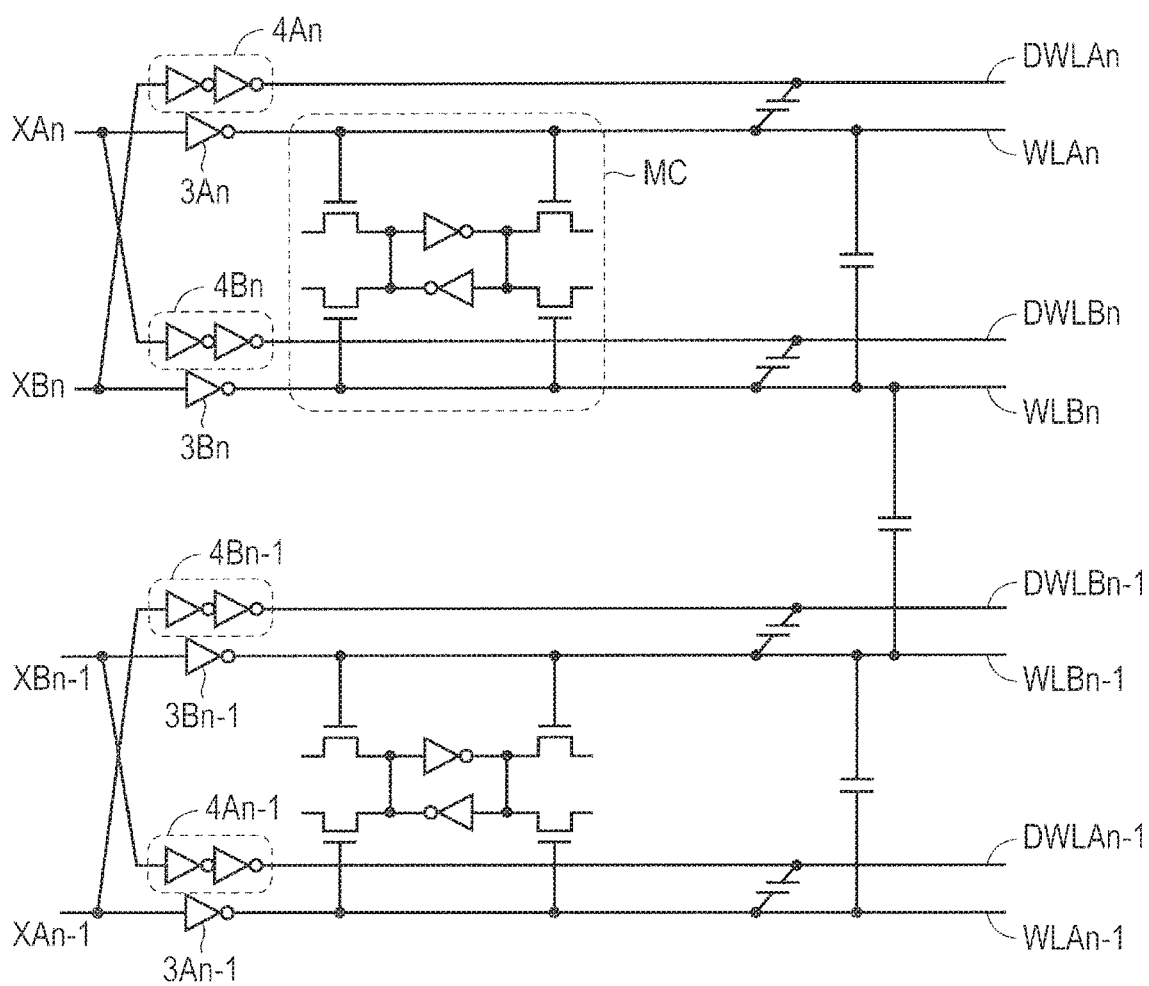 4An
DWLAn
XAn
WLAn
3An
MC
4Bn
DWLBn
XBn
WLBn
3Bn
4Bn-1
DWLBn-1
XBn-1
WLBn-1
3Bn-1
4An-1
DWLAn-1
XAn-1
WLAn-1
3An-1